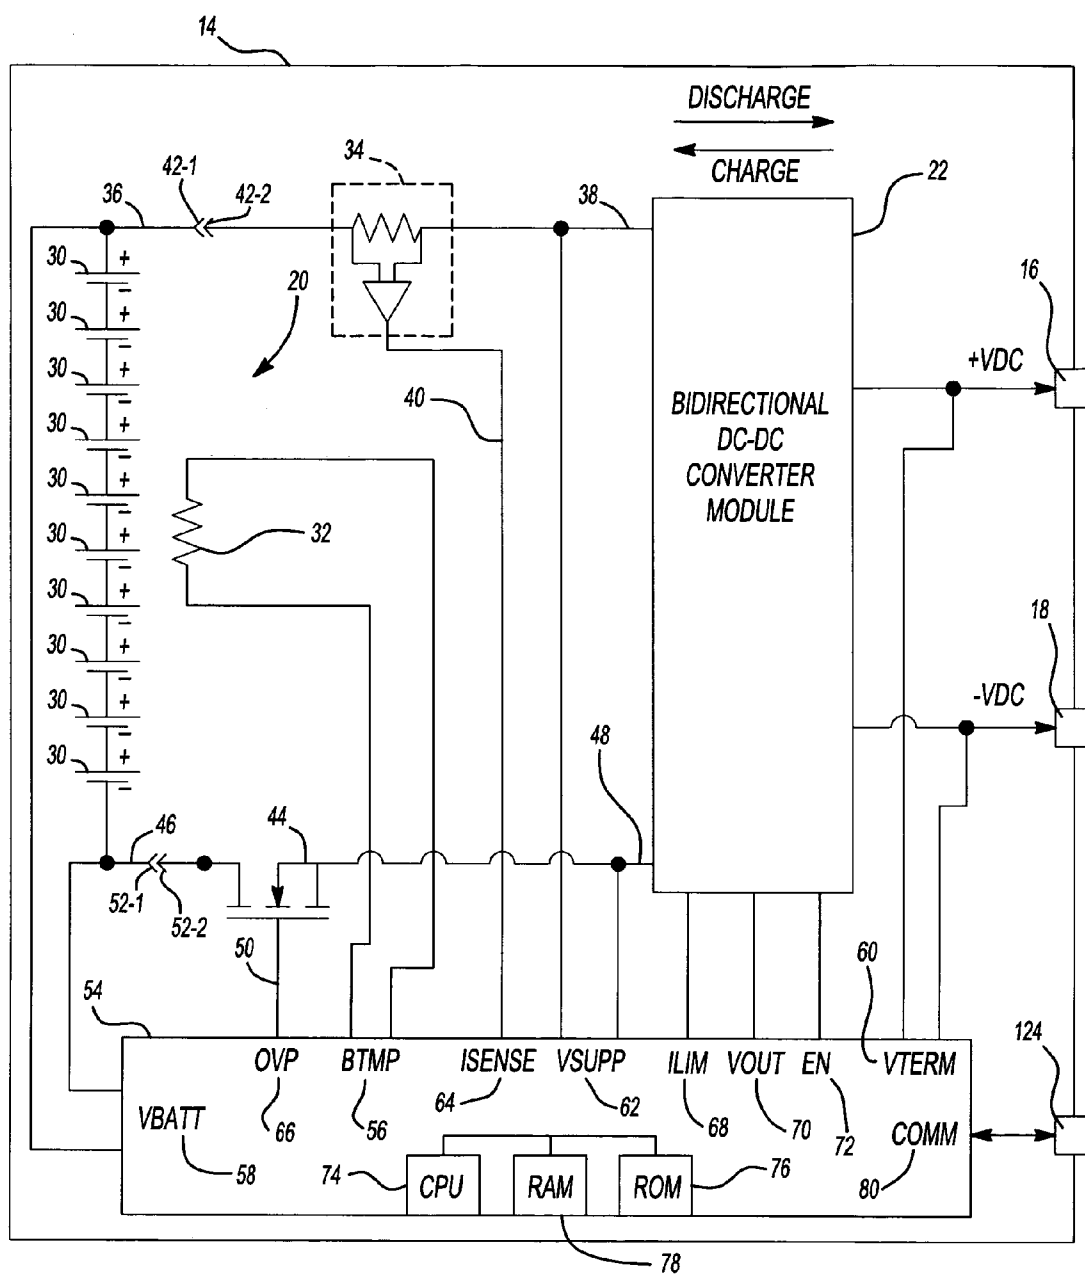 14
DISCHARGE
CHARGE
34
42-1
42-2
36
38
22
30 + -
30 + -
30 + -
30 + -
30 + -
30 + -
30 + -
30 + -
30 + -
30 + -
20
16
+VDC
40
BIDIRECTIONAL
DC-DC
CONVERTER
MODULE
32
18
-VDC
48
46
44
52-1
52-2
50
54
60
124
OVP
BTMP
ISENSE
VSUPP
ILIM
VOUT
EN
VTERM
66
56
64
62
68
70
72
VBATT
58
COMM
80
74
CPU
RAM
ROM
76
78